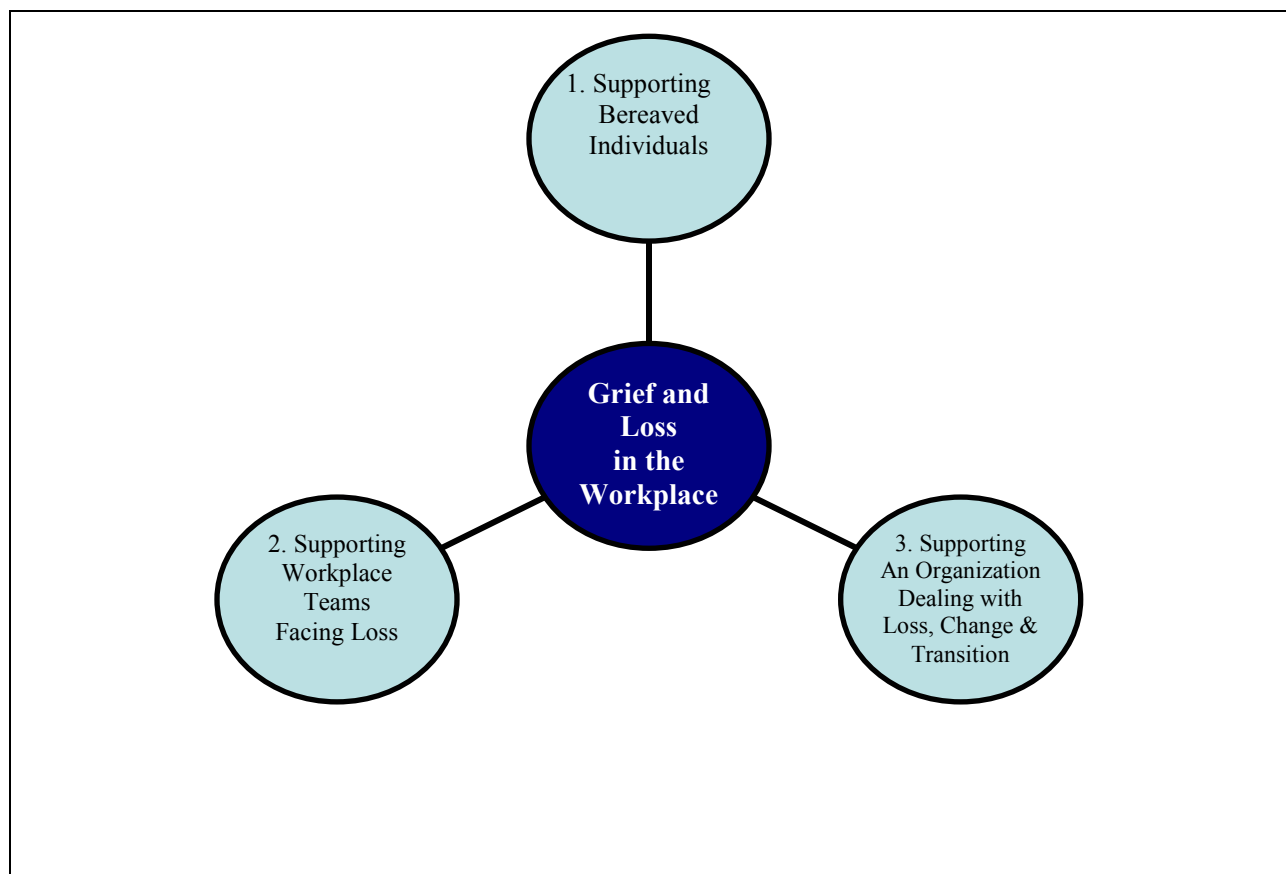 1. Supporting
Bereaved
Individuals
Grief and
Loss
in the
Workplace
2. Supporting
Workplace
Teams
Facing Loss
3. Supporting
An Organization
Dealing with
Loss, Change &
Transition